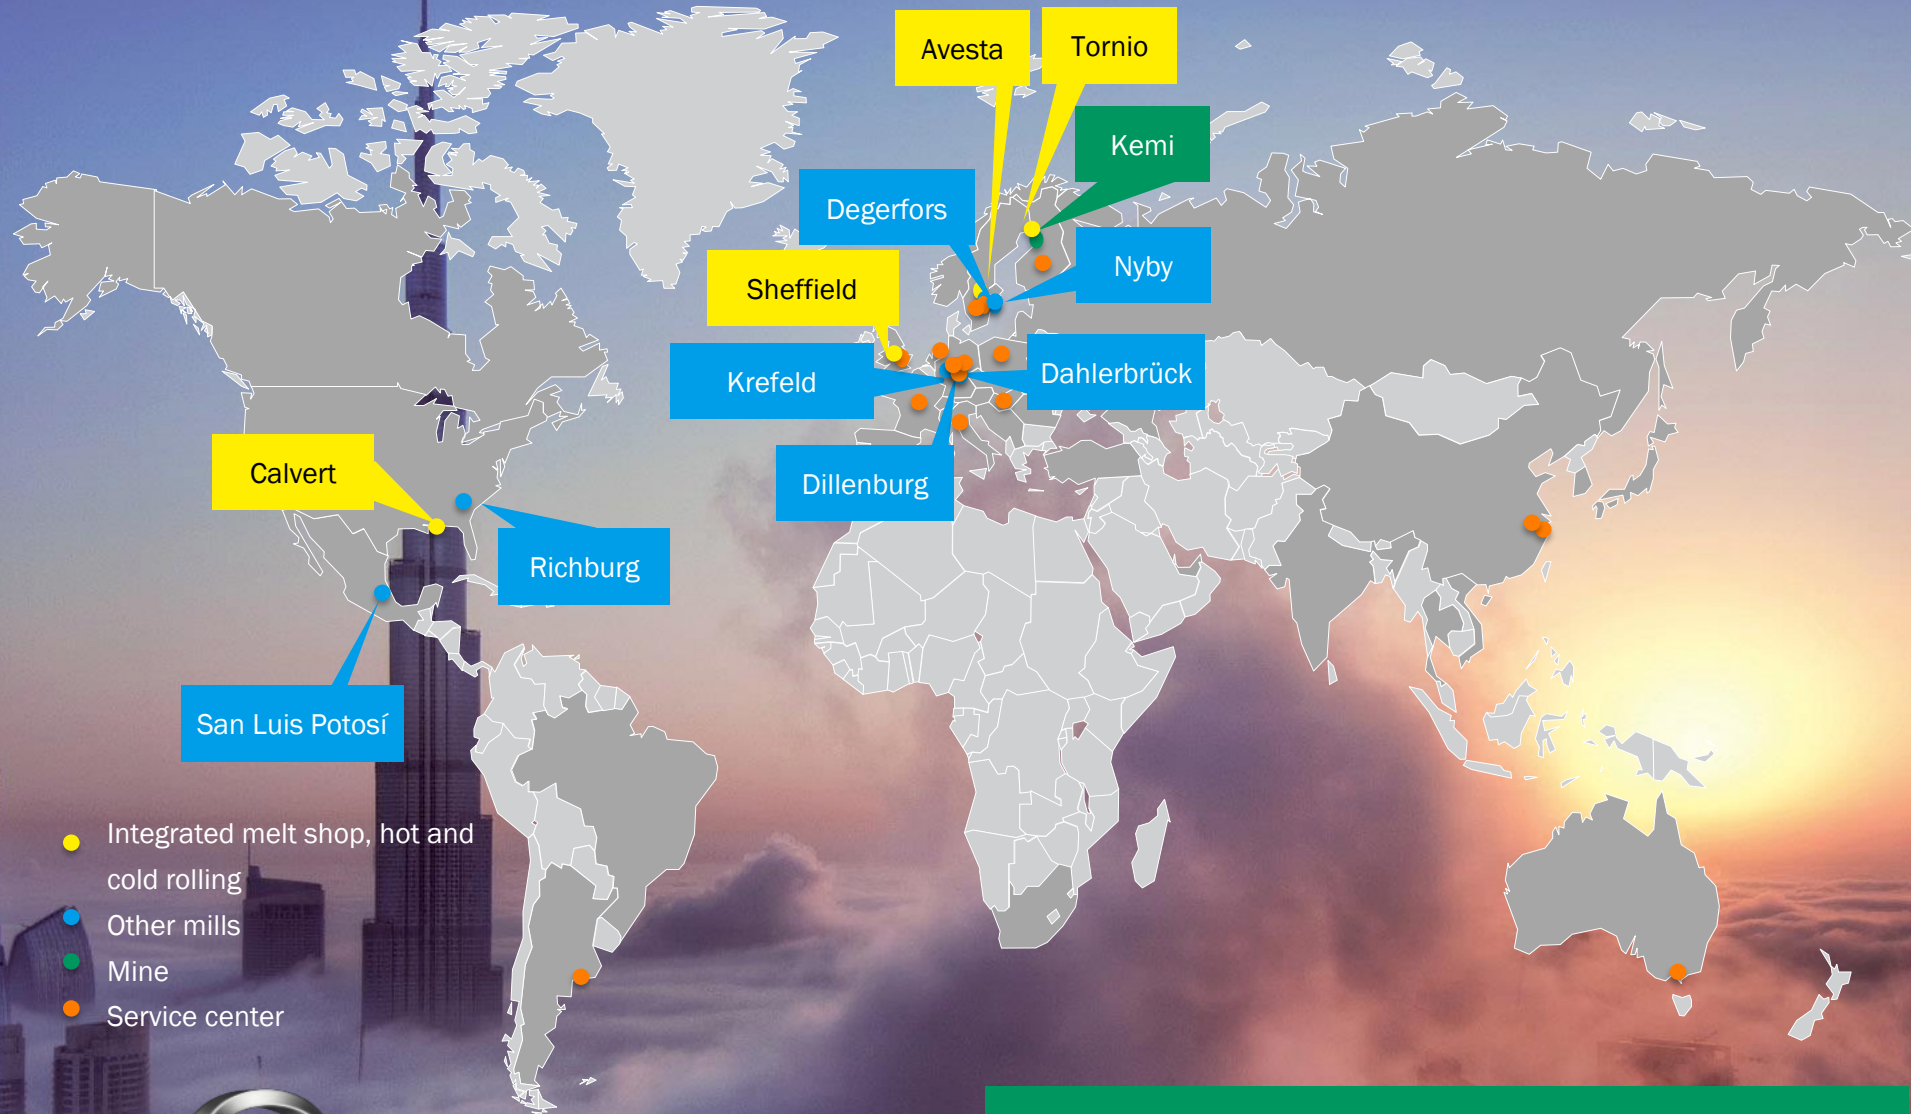 Avesta
Tornio
Kemi
Degerfors
Nyby
Sheffield
Krefeld
Dahlerbrück
Calvert
Dillenburg
Richburg
San Luis Potosí
Integrated melt shop, hot and
cold rolling
Other mills
Mine
Service center